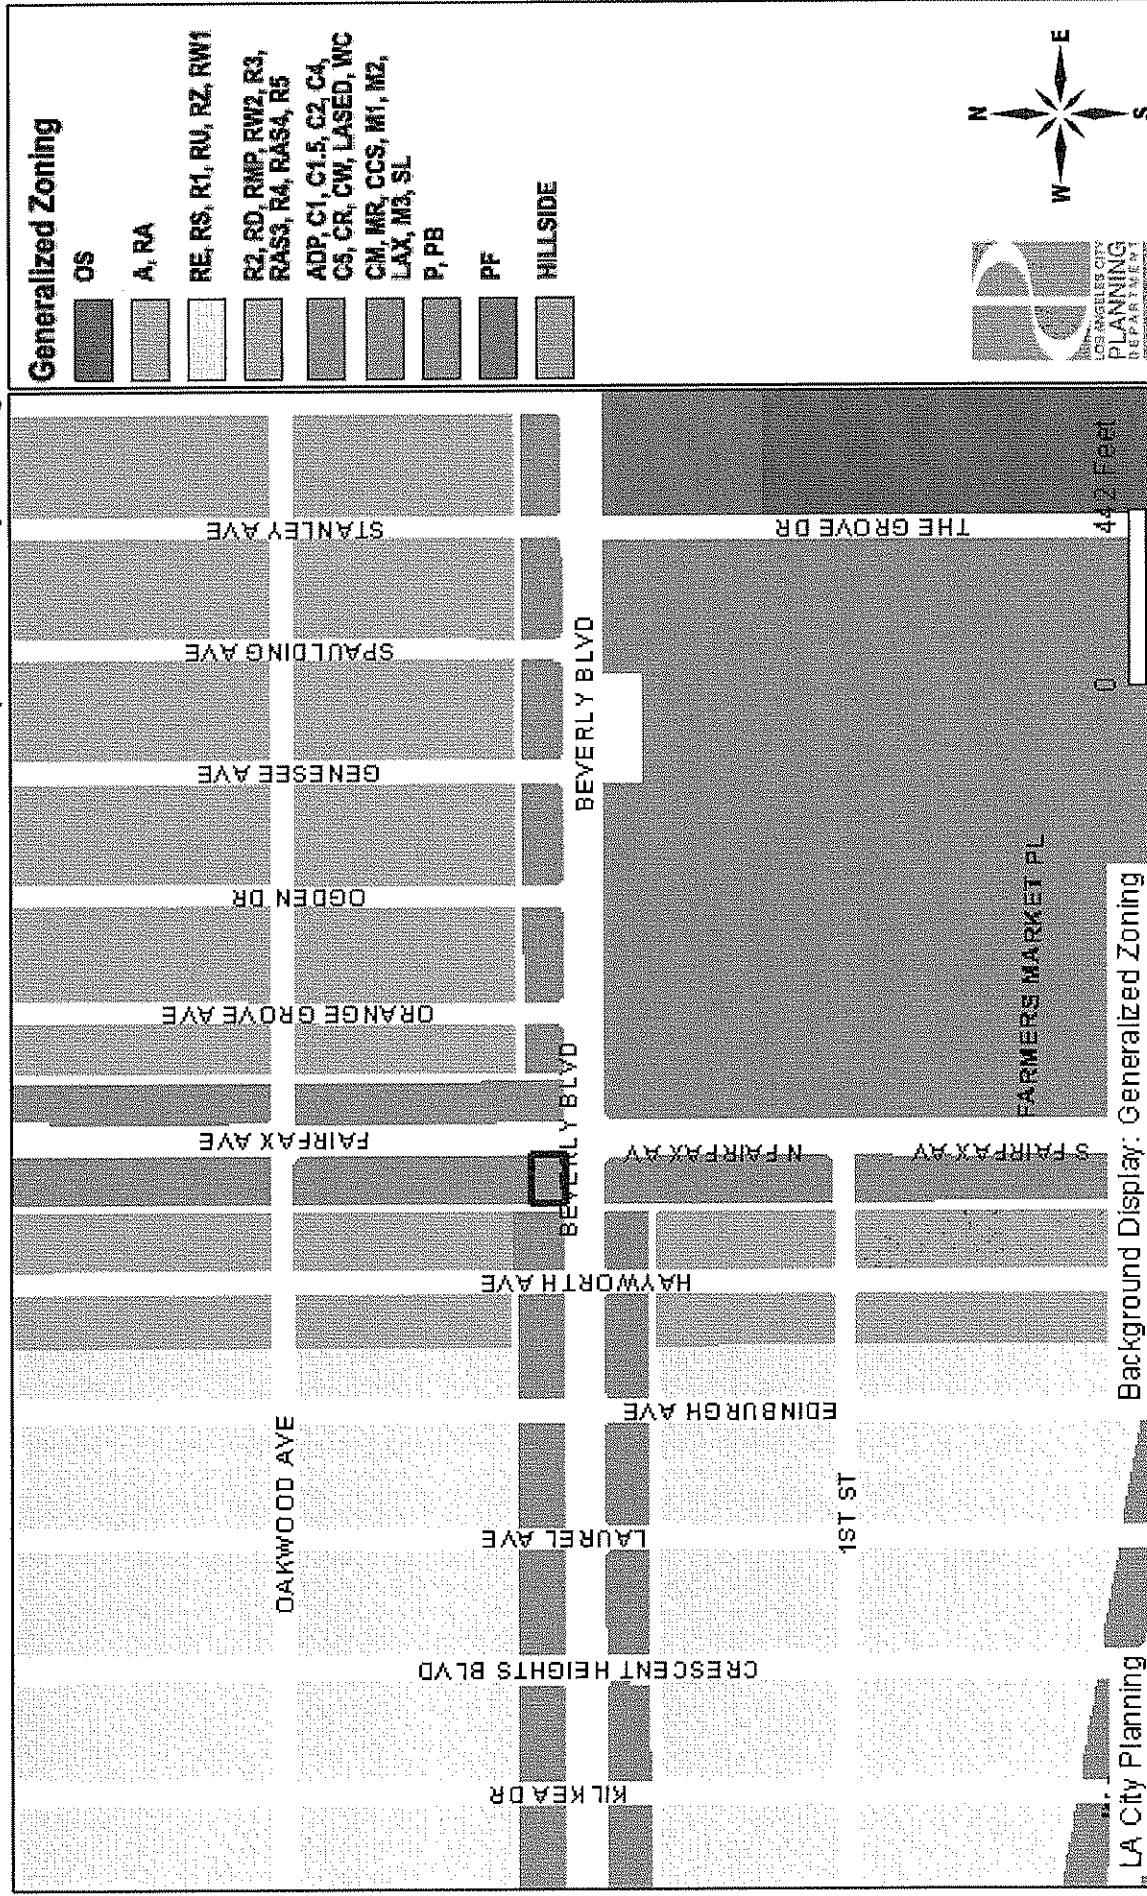 Generalized Zoning
OS
A, RA
RE, RS, R1, RU, RZ, RW1
R2, RD, RMP, RW2, R3,
RAS3, R4, RAS4, R5
ADP, C1, C1.5, C2, C4,
C5, CR, CW, LASED, WC
CM, MR, CCS, M1, M2,
LAX, M3, SL
P, PB
PF
HILLSIDE
N
W
E
S
LOS ANGELES CITY
PLANNING
DEPARTMENT
STANLEY AVE
SPAULDING AVE
GENESEE AVE
OGDEN DR
ORANGE GROVE AVE
FAIRFAX AVE
OAKWOOD AVE
HAYWORTH AVE
LAUREL AVE
CRESCENT HEIGHTS BLVD
KILKEA DR
EDINBURGH AVE
BEVERLY BLVD
BEVERLY BLVD
THE GROVE DR
N FAIRFAX AV
S FAIRFAX AV
1ST ST
FARMERS MARKET PL
0
442 Feet
LA City Planning
Background Display: Generalized Zoning